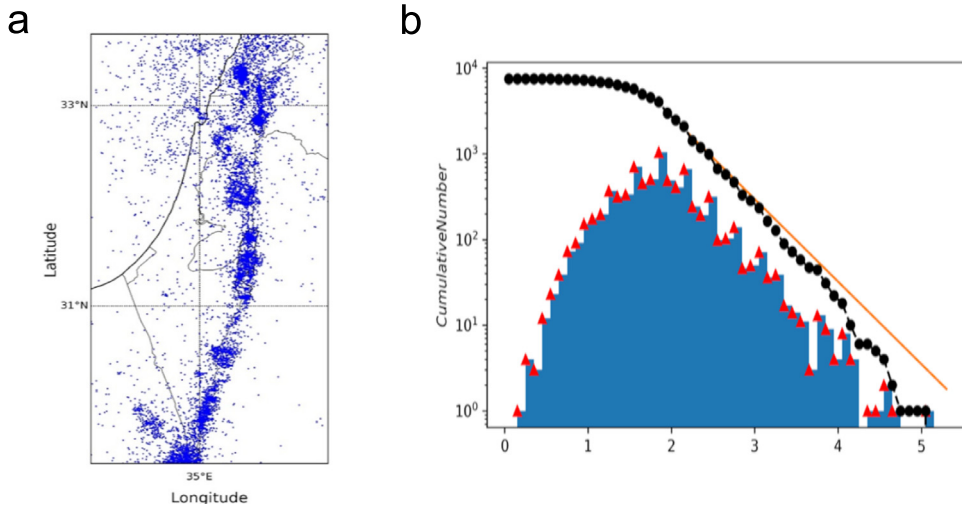 a
b
33°N
31°N
35°E
Latitude
Longitude
10⁴
10³
10²
10¹
10⁰
CumulativeNumber
0 1 2 3 4 5